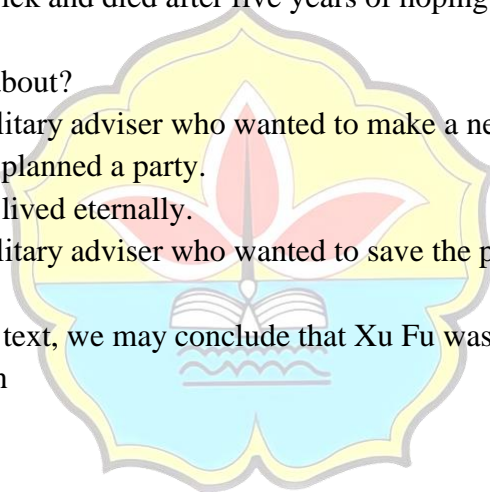 ick and died after five years of hoping
bout?
litary adviser who wanted to make a ne
planned a party.
lived eternally.
litary adviser who wanted to save the p
text, we may conclude that Xu Fu was
n